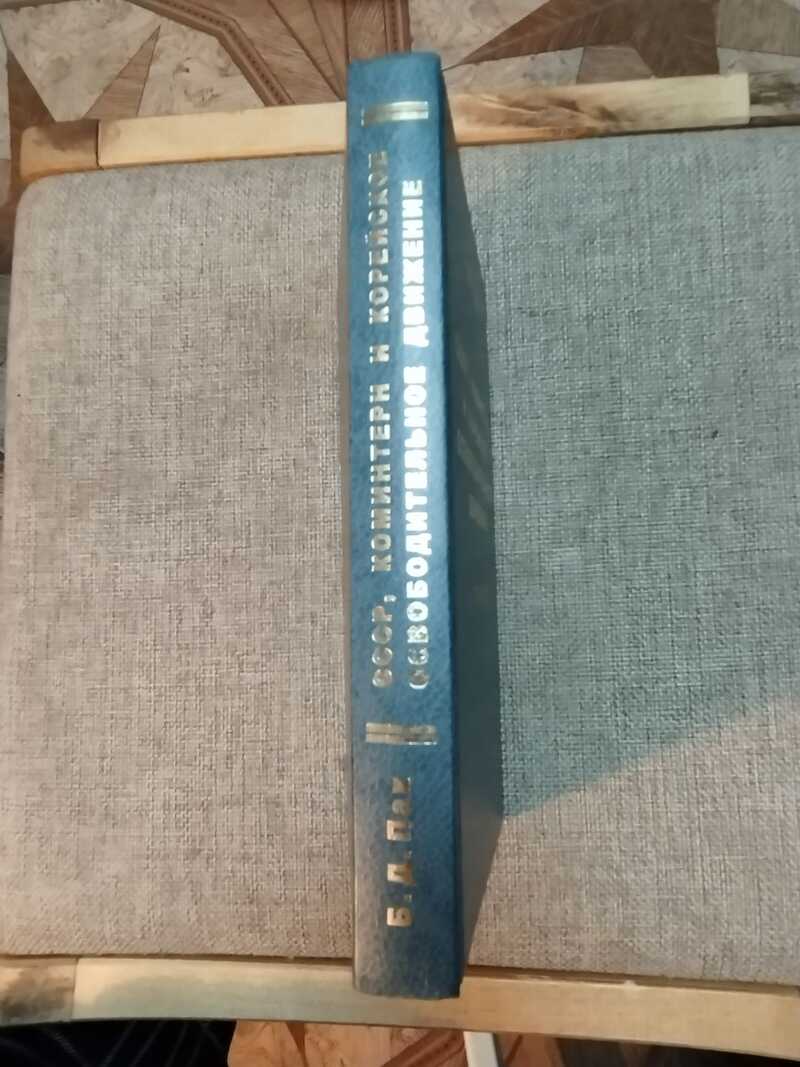 Б.Д.Пак
СССР, КОМИНТЕРН И КОРЕЙСКОЕ
ОСВОБОДИТЕЛЬНОЕ ДВИЖЕНИЕ